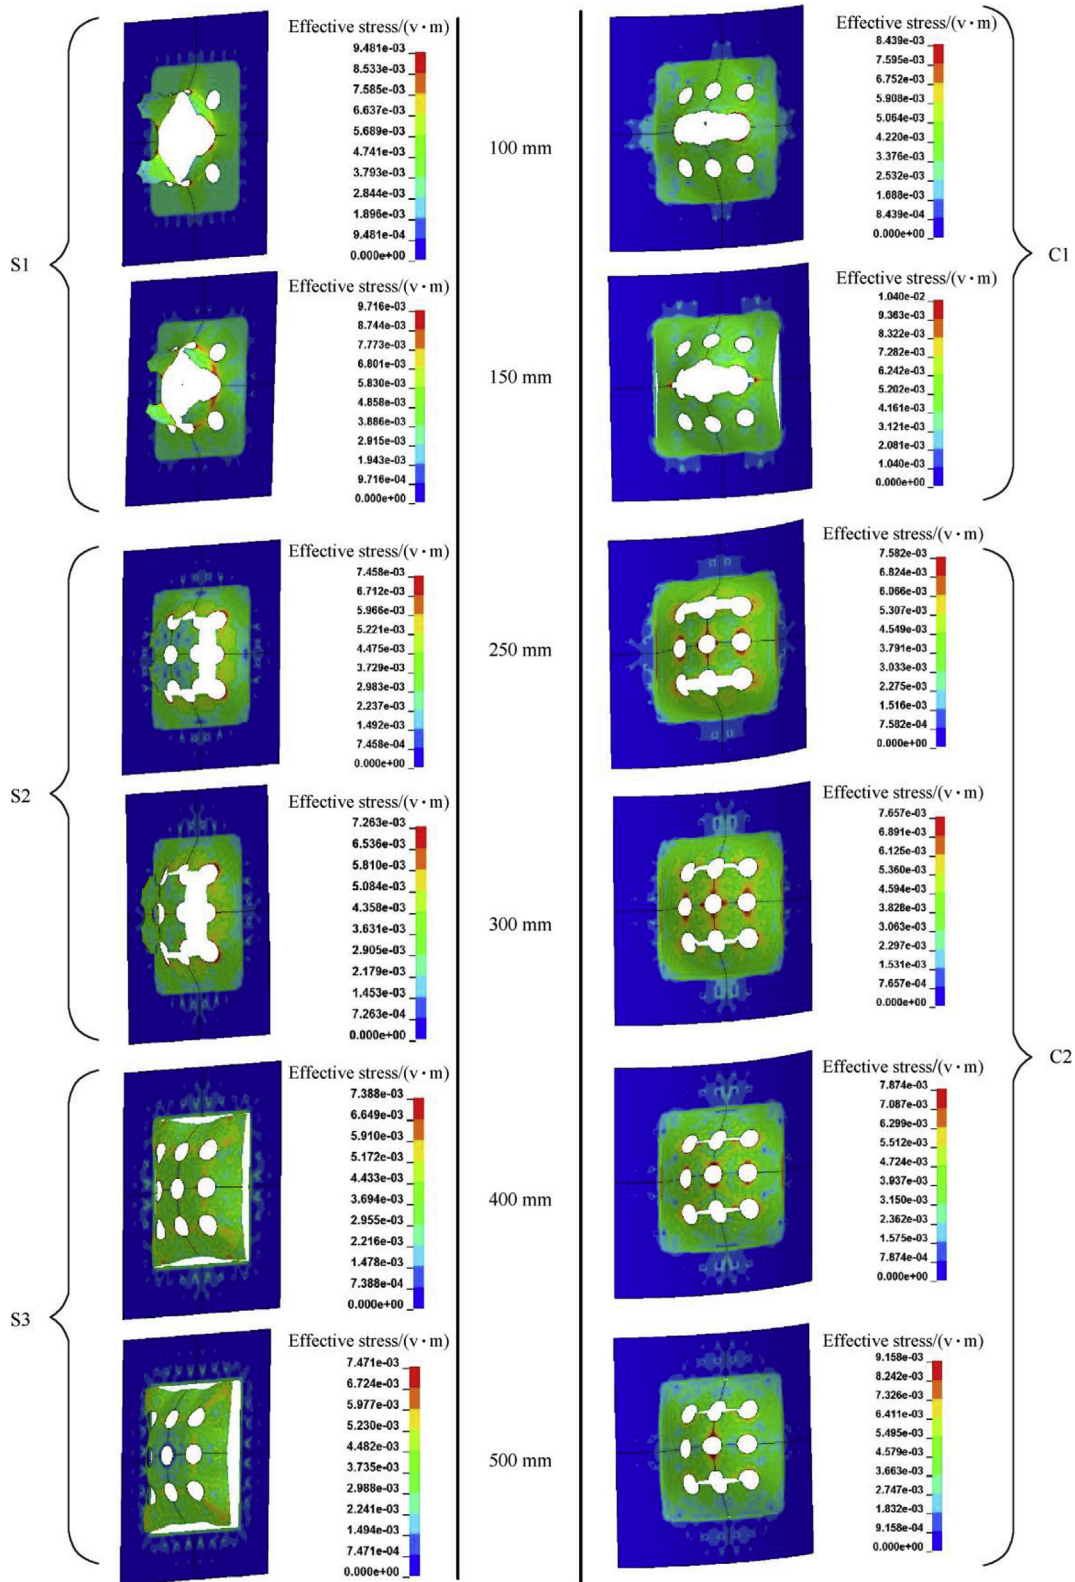 Effective stress/(v·m)
9.481e-03
8.533e-03
7.585e-03
6.637e-03
5.689e-03
4.741e-03
3.793e-03
2.844e-03
1.896e-03
9.481e-04
0.000e+00
100 mm
Effective stress/(v·m)
8.439e-03
7.595e-03
6.752e-03
5.908e-03
5.064e-03
4.220e-03
3.376e-03
2.532e-03
1.688e-03
8.439e-04
0.000e+00
S1
C1
Effective stress/(v·m)
9.716e-03
8.744e-03
7.773e-03
6.801e-03
5.830e-03
4.858e-03
3.886e-03
2.915e-03
1.943e-03
9.716e-04
0.000e+00
150 mm
Effective stress/(v·m)
1.040e-02
9.363e-03
8.322e-03
7.282e-03
6.242e-03
5.202e-03
4.161e-03
3.121e-03
2.081e-03
1.040e-03
0.000e+00
Effective stress/(v·m)
7.458e-03
6.712e-03
5.966e-03
5.221e-03
4.475e-03
3.729e-03
2.983e-03
2.237e-03
1.492e-03
7.458e-04
0.000e+00
250 mm
Effective stress/(v·m)
7.582e-03
6.824e-03
6.066e-03
5.307e-03
4.549e-03
3.791e-03
3.033e-03
2.275e-03
1.516e-03
7.582e-04
0.000e+00
S2
Effective stress/(v·m)
7.263e-03
6.536e-03
5.810e-03
5.084e-03
4.358e-03
3.631e-03
2.905e-03
2.179e-03
1.453e-03
7.263e-04
0.000e+00
300 mm
Effective stress/(v·m)
7.657e-03
6.891e-03
6.125e-03
5.360e-03
4.594e-03
3.828e-03
3.063e-03
2.297e-03
1.531e-03
7.657e-04
0.000e+00
C2
Effective stress/(v·m)
7.388e-03
6.649e-03
5.910e-03
5.172e-03
4.433e-03
3.694e-03
2.955e-03
2.216e-03
1.478e-03
7.388e-04
0.000e+00
400 mm
Effective stress/(v·m)
7.874e-03
7.087e-03
6.299e-03
5.512e-03
4.724e-03
3.937e-03
3.150e-03
2.362e-03
1.575e-03
7.874e-04
0.000e+00
S3
Effective stress/(v·m)
7.471e-03
6.724e-03
5.977e-03
5.230e-03
4.482e-03
3.735e-03
2.988e-03
2.241e-03
1.494e-03
7.471e-04
0.000e+00
500 mm
Effective stress/(v·m)
9.158e-03
8.242e-03
7.326e-03
6.411e-03
5.495e-03
4.579e-03
3.663e-03
2.747e-03
1.832e-03
9.158e-04
0.000e+00